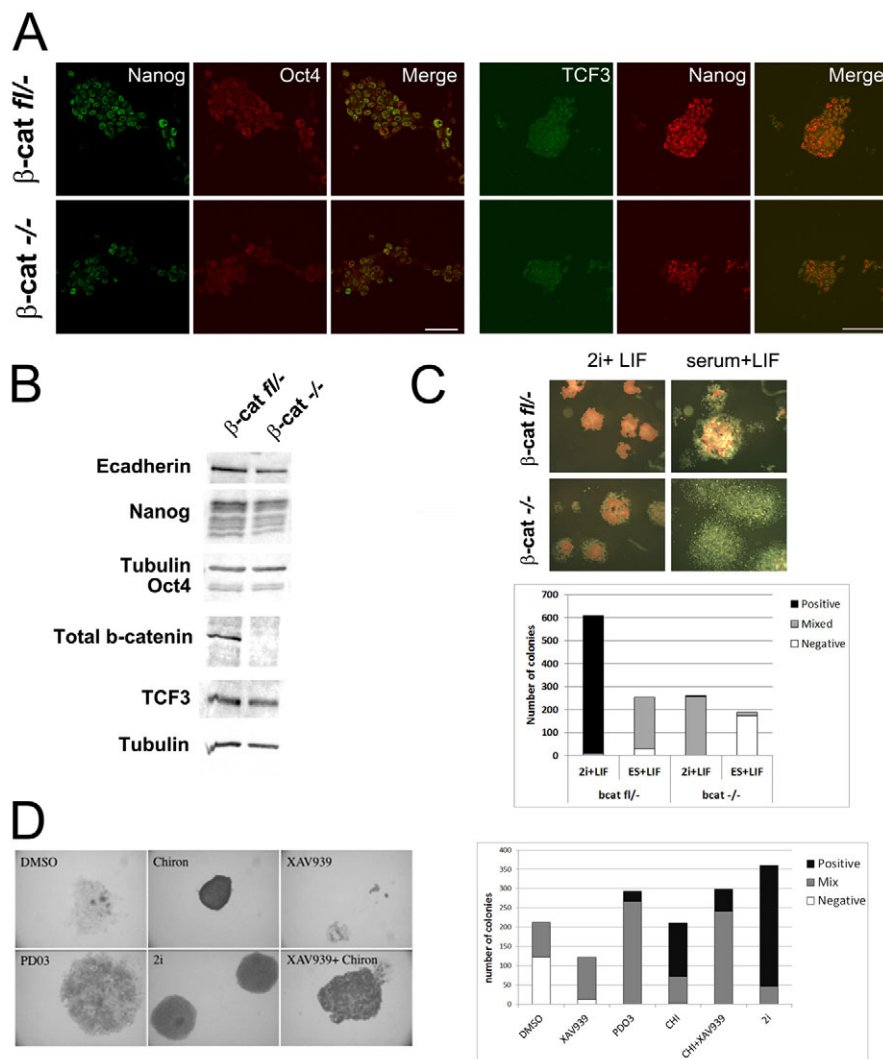 A
Nanog Oct4 Merge TCF3 Nanog Merge
β-cat fl/-
β-cat -/-
B
β-cat fl/-
β-cat -/-
Ecadherin
Nanog
Tubulin
Oct4
Total b-catenin
TCF3
Tubulin
C
2i+ LIF serum+LIF
β-cat fl/-
β-cat -/-
Number of colonies
700
600
500
400
300
200
100
0
2i+LIF ES+LIF 2i+LIF ES+LIF
bcat fl/- bcat -/-
Positive
Mixed
Negative
D
DMSO Chiron XAV939
PD03 2i XAV939+ Chiron
number of colonies
400
350
300
250
200
150
100
50
0
DMSO XAV939 PDO3 CHI CHI+XAV939 2i
Positive
Mix
Negative